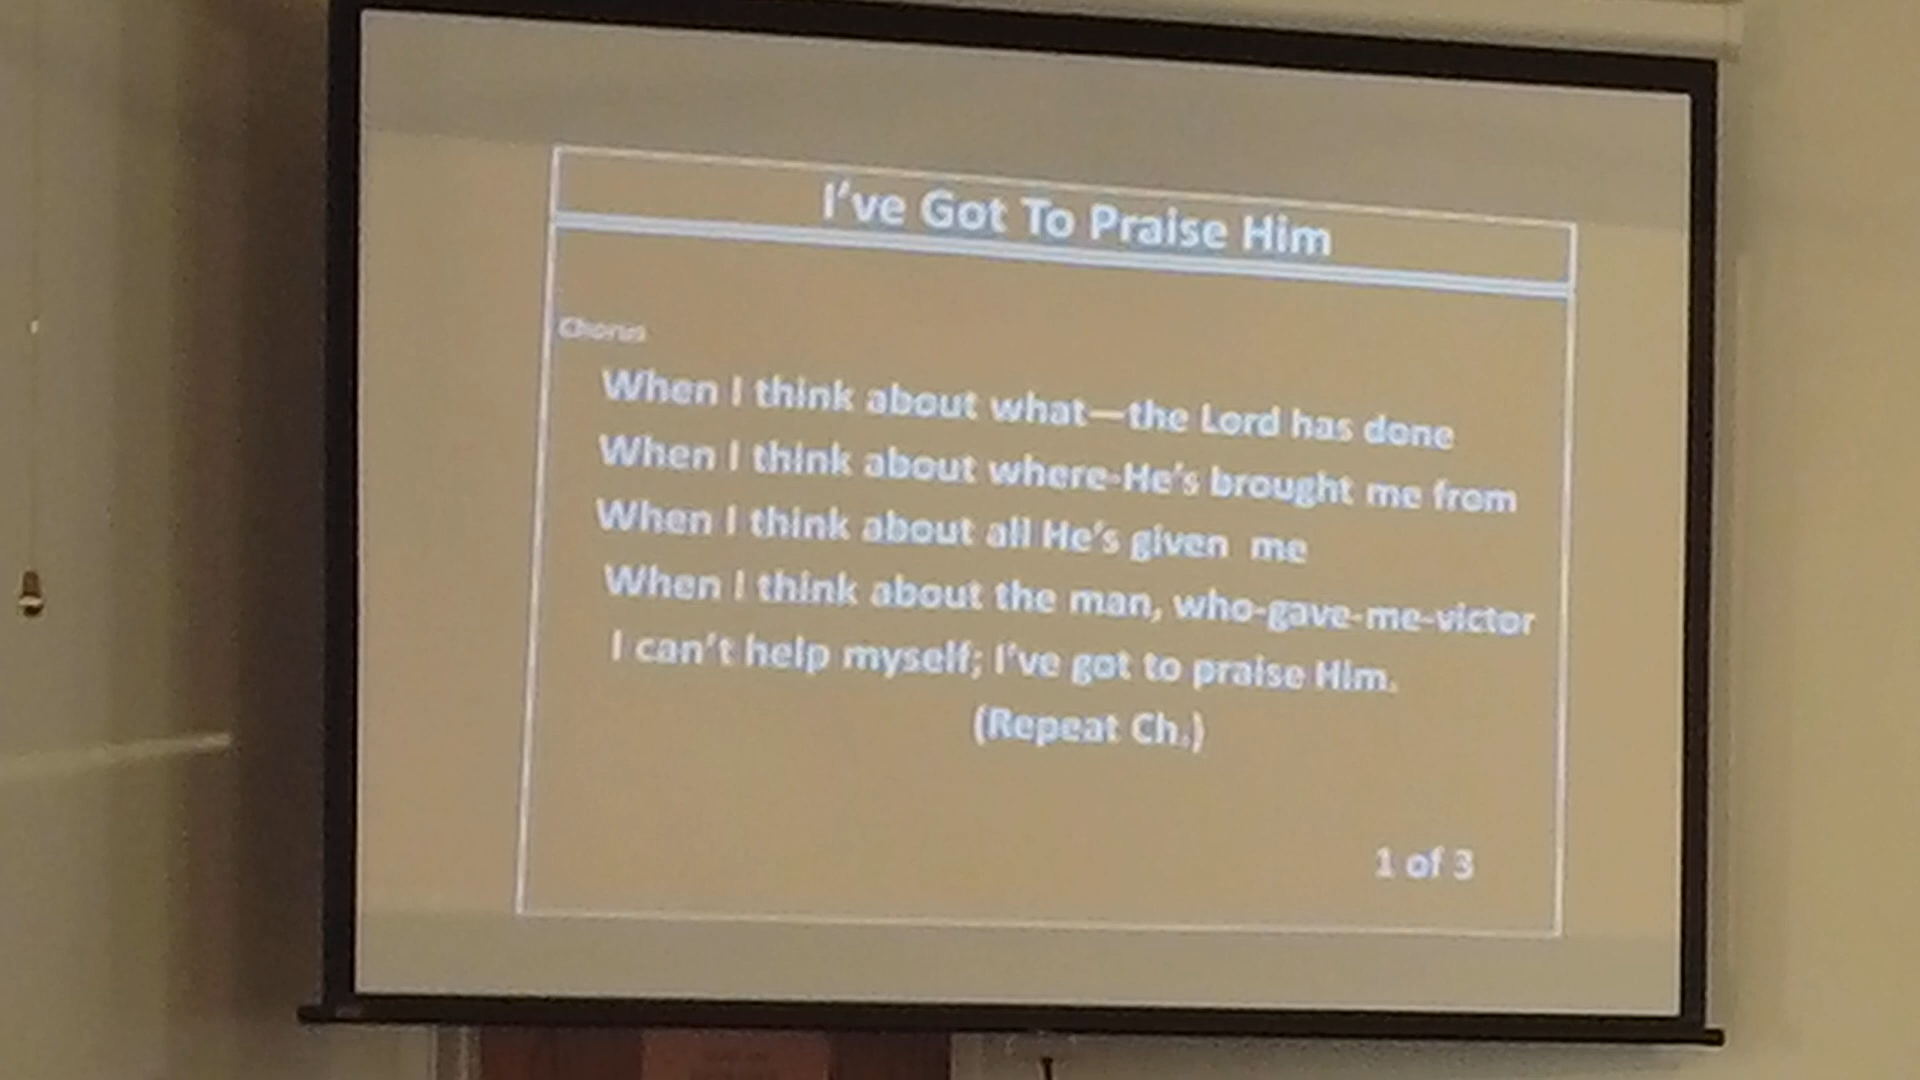 I've Got To Praise Him
Chorus
When I think about what—the Lord has done
When I think about where-He's brought me from
When I think about all He's given me
When I think about the man, who-gave-me-victor
I can't help myself; I've got to praise Him.
(Repeat Ch.)
1 of 3